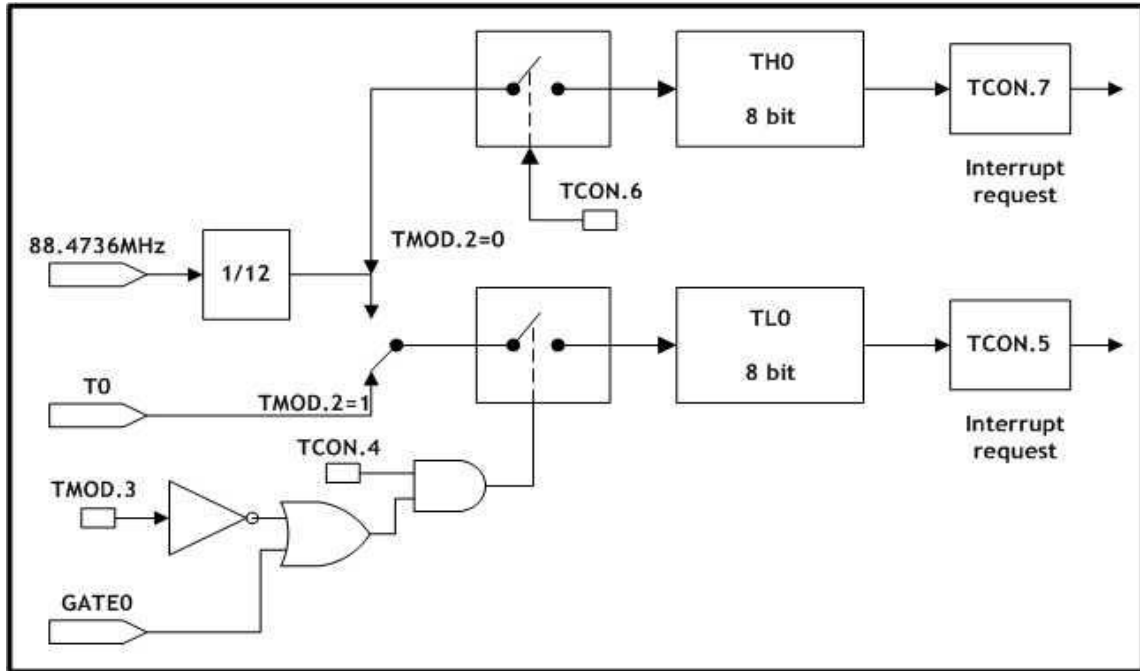 TH0
8 bit
TCON.7
Interrupt
request
TCON.6
88.4736MHz
1/12
TMOD.2=0
TL0
8 bit
TCON.5
Interrupt
request
T0
TMOD.2=1
TCON.4
TMOD.3
GATE0